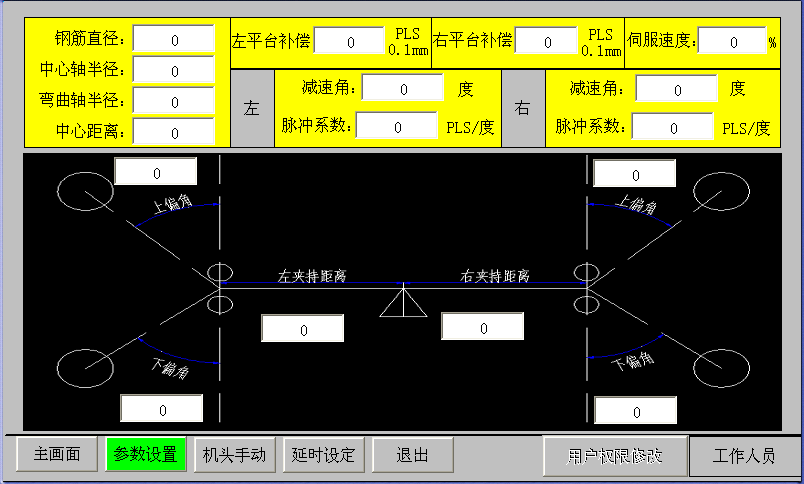 钢筋直径: 0
中心轴半径: 0
弯曲轴半径: 0
中心距离: 0
左平台补偿 0 PLS 0.1mm
右平台补偿 0 PLS 0.1mm
伺服速度: 0 %
左
减速角: 0 度
脉冲系数: 0 PLS/度
右
减速角: 0 度
脉冲系数: 0 PLS/度
0
0
上偏角
上偏角
左夹持距离
右夹持距离
0
0
下偏角
下偏角
0
0
主画面
参数设置
机头手动
延时设定
退出
用户权限修改
工作人员